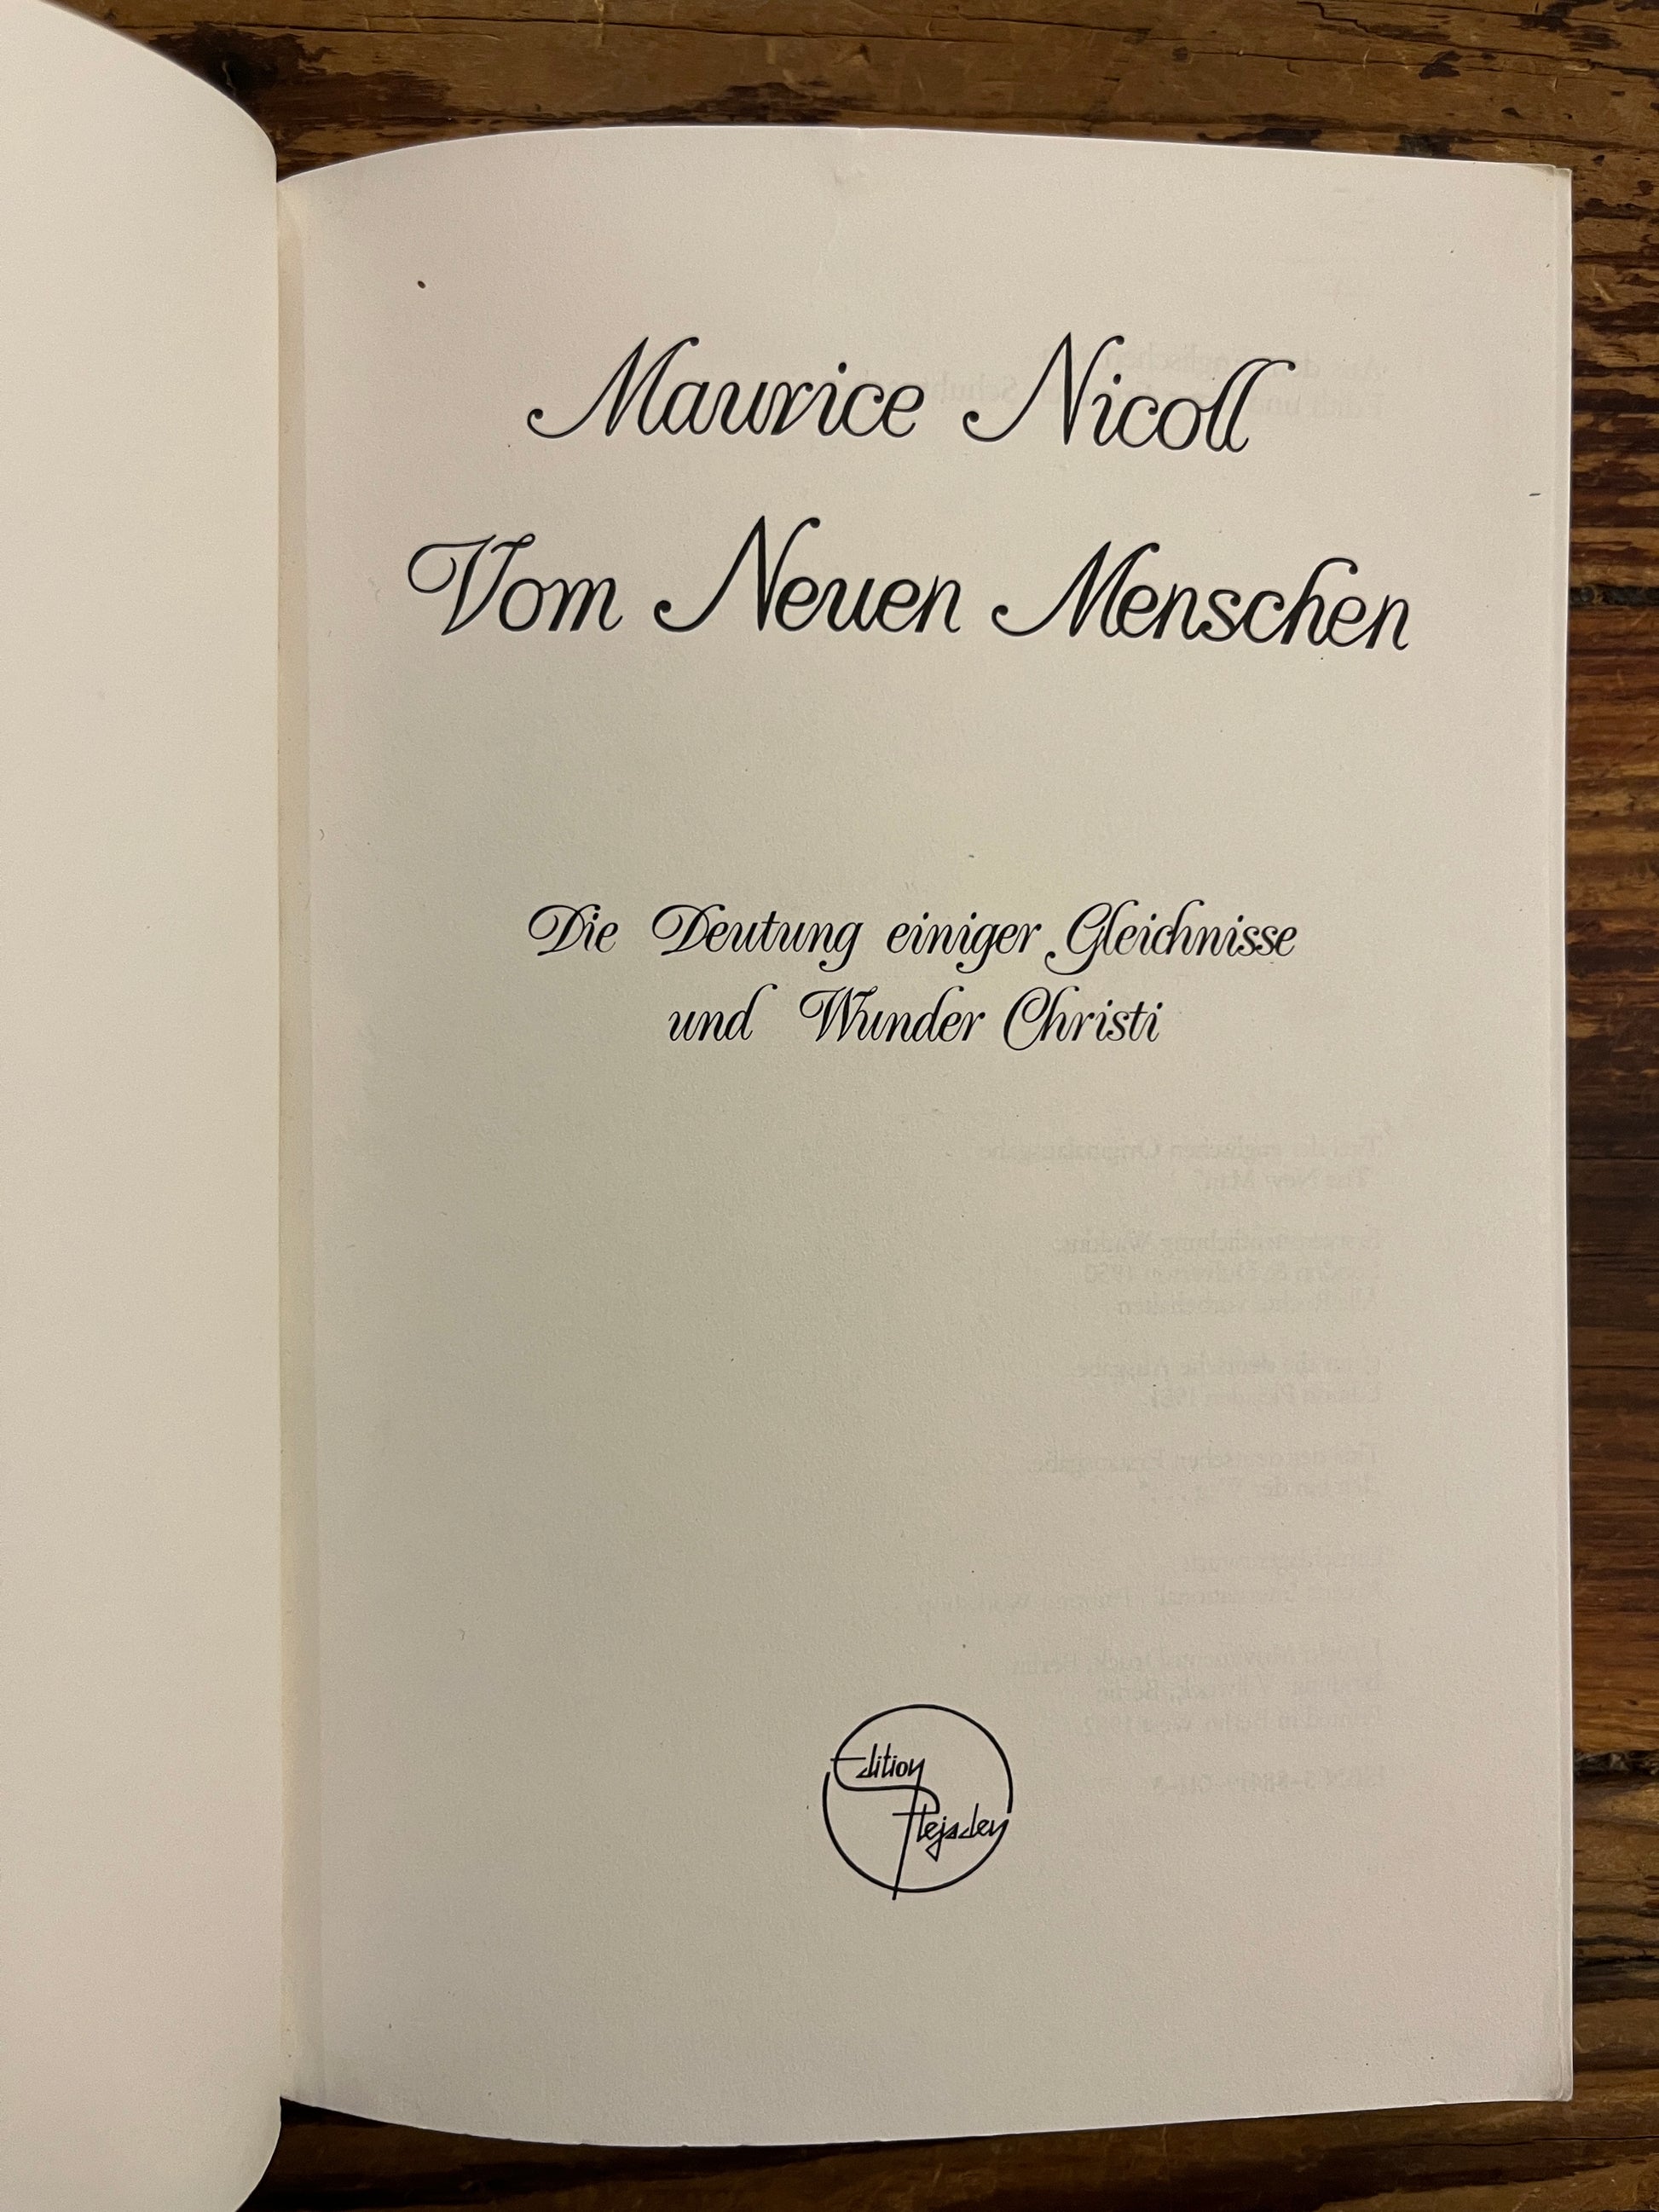 Maurice Nicoll
Vom Neuen Menschen
Die Deutung einiger Gleichnisse
und Wunder Christi
Edition
Plejaden